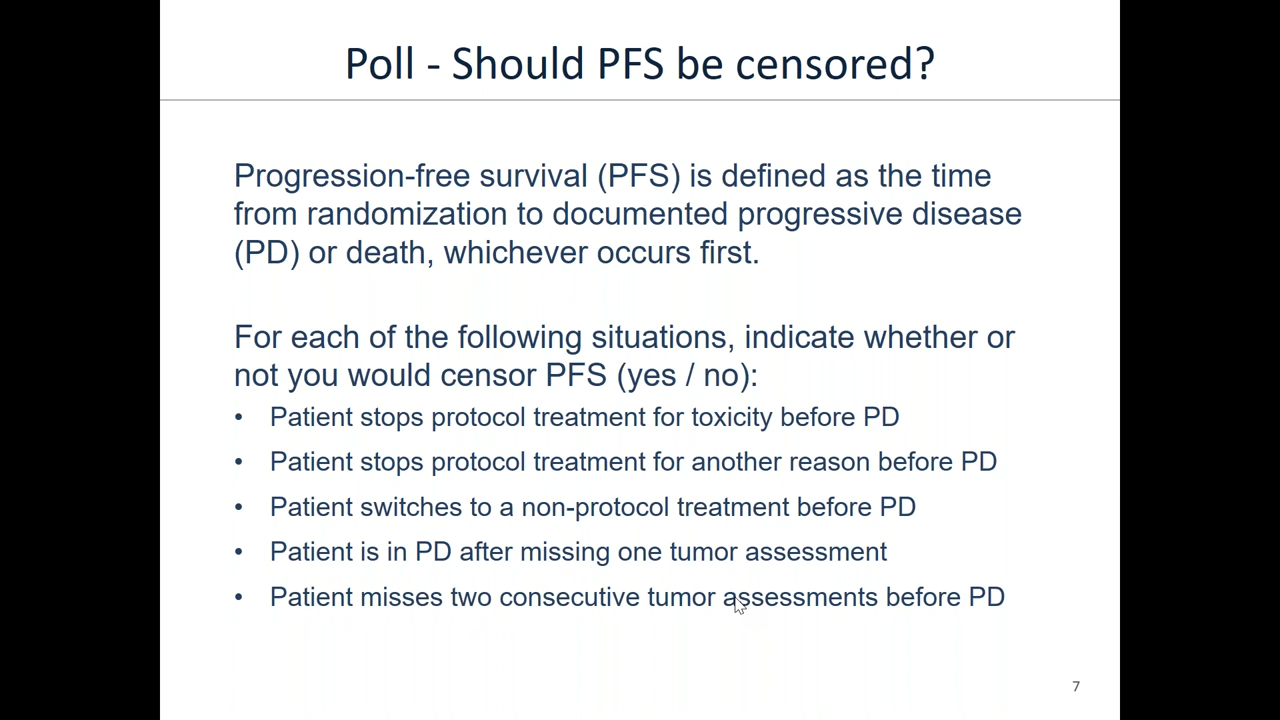 Poll - Should PFS be censored?
Progression-free survival (PFS) is defined as the time
from randomization to documented progressive disease
(PD) or death, whichever occurs first.
For each of the following situations, indicate whether or
not you would censor PFS (yes / no):
• Patient stops protocol treatment for toxicity before PD
• Patient stops protocol treatment for another reason before PD
• Patient switches to a non-protocol treatment before PD
• Patient is in PD after missing one tumor assessment
• Patient misses two consecutive tumor assessments before PD
7